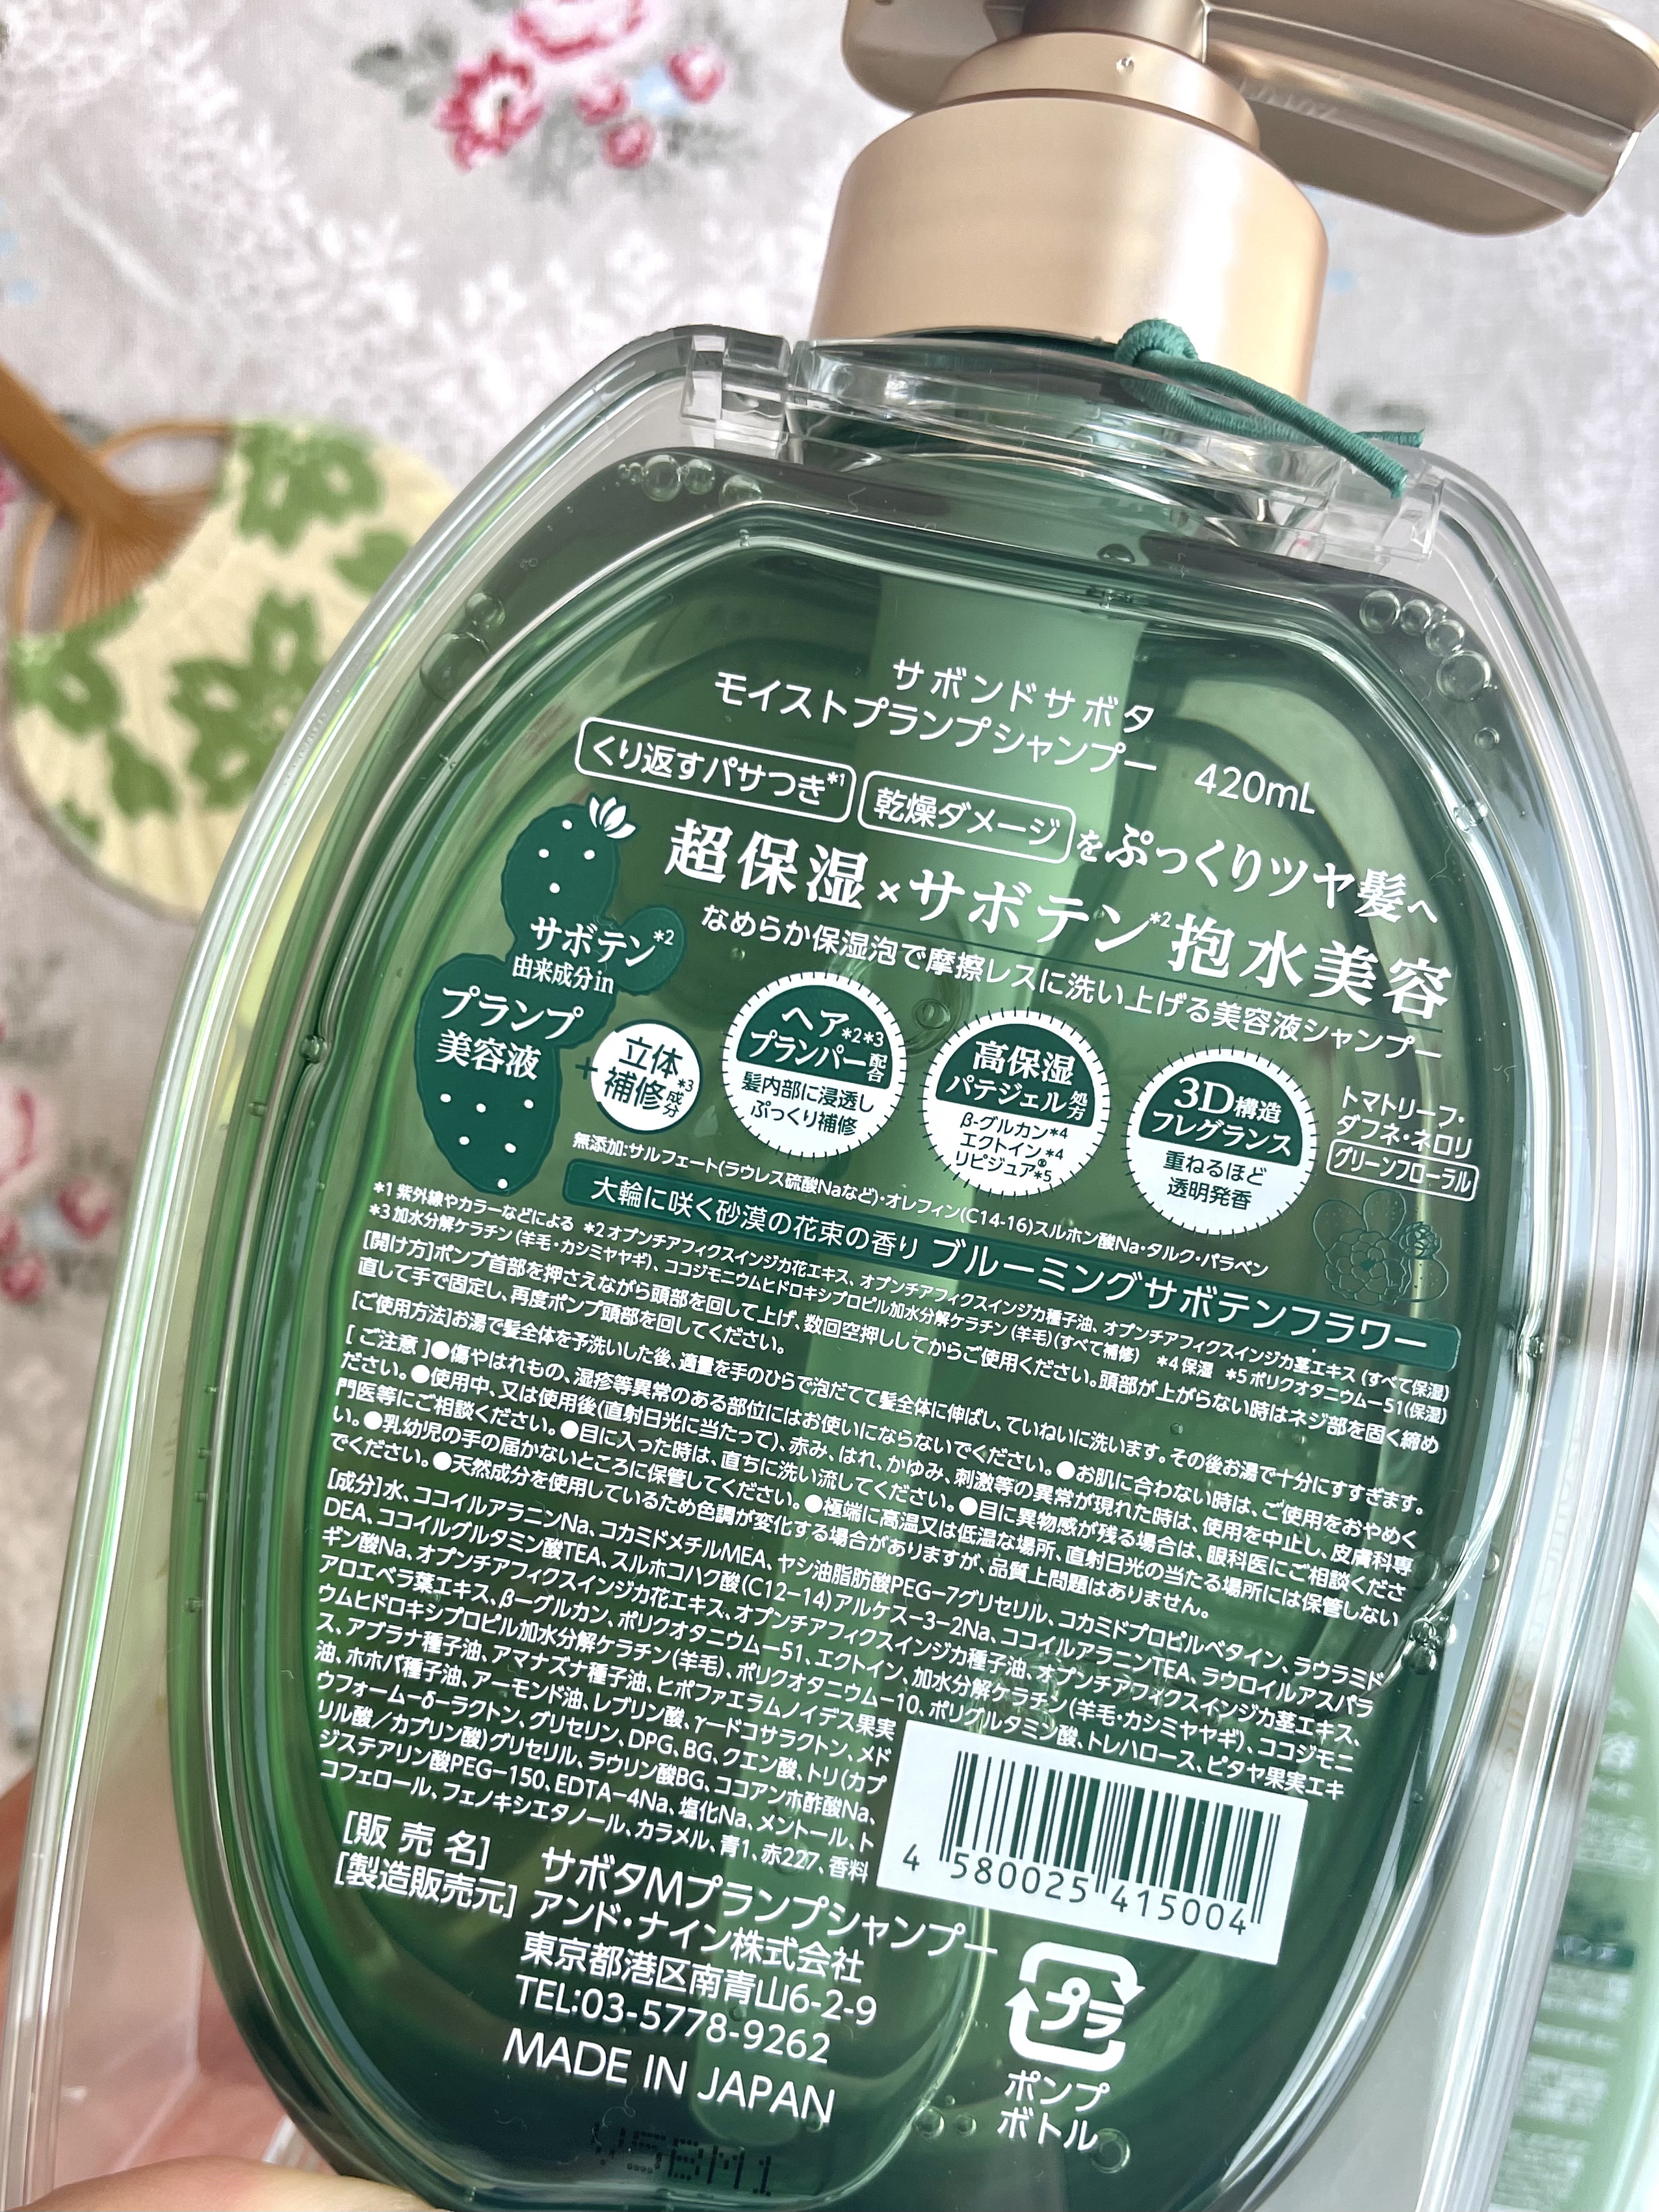 サボンドサボタ
モイストプランプシャンプー 420mL
くり返すパサつき*1 乾燥ダメージをぷっくりツヤ髪へ
超保湿×サボテン*2抱水美容
なめらか保湿泡で摩擦レスに洗い上げる美容液シャンプー
サボテン*2
由来成分in
プランプ
美容液
+
立体
補修*3成分
ヘア*2*3
プランパー配合
髪内部に浸透し
ぷっくり補修
高保湿
パテジェル処方
β-グルカン*4
エクトイン*4
リピジュア®*5
3D構造
フレグランス
重ねるほど
透明発香
トマトリーフ・
ダフネ・ネロリ
グリーンフローラル
無添加:サルフェート(ラウレス硫酸Naなど)・オレフィン(C14-16)スルホン酸Na・タルク・パラベン
大輪に咲く砂漠の花束の香り ブルーミングサボテンフラワー
*1 紫外線やカラーなどによる *2 オプンチアフィクスインジカ花エキス、オプンチアフィクスインジカ種子油、オプンチアフィクスインジカ茎エキス (すべて保湿)
*3 加水分解ケラチン (羊毛・カシミヤヤギ)、ココジモニウムヒドロキシプロピル加水分解ケラチン (羊毛)(すべて補修) *4 保湿 *5 ポリクオタニウム-51(保湿)
[開け方]ポンプ首部を押さえながら頭部を回して上げ、数回空押ししてからご使用ください。頭部が上がらない時はネジ部を固く締め
直して手で固定し、再度ポンプ頭部を回してください。
[ご使用方法]お湯で髪全体を予洗いした後、適量を手のひらで泡だてて髪全体に伸ばし、ていねいに洗います。その後お湯で十分にすすぎます。
[ ご注意 ]●傷やはれもの、湿疹等異常のある部位にはお使いにならないでください。●お肌に合わない時は、ご使用をおやめく
ださい。●使用中、又は使用後(直射日光に当たって)、赤み、はれ、かゆみ、刺激等の異常が現れた時は、使用を中止し、皮膚科専
門医等にご相談ください。●目に入った時は、直ちに洗い流してください。●目に異物感が残る場合は、眼科医にご相談くださ
い。●乳幼児の手の届かないところに保管してください。●極端に高温又は低温な場所、直射日光の当たる場所には保管しない
でください。●天然成分を使用しているため色調が変化する場合がありますが、品質上問題はありません。
[成分]水、ココイルアラニンNa、コカミドメチルMEA、ヤシ油脂肪酸PEG-7グリセリル、コカミドプロピルベタイン、ラウラミド
DEA、ココイルグルタミン酸TEA、スルホコハク酸(C12-14)アルケス-3-2Na、ココイルアラニンTEA、ラウロイルアスパラ
ギン酸Na、オプンチアフィクスインジカ花エキス、オプンチアフィクスインジカ種子油、オプンチアフィクスインジカ茎エキス、
アロエベラ葉エキス、β-グルカン、ポリクオタニウム-51、エクトイン、加水分解ケラチン(羊毛・カシミヤヤギ)、ココジモニ
ウムヒドロキシプロピル加水分解ケラチン(羊毛)、ポリクオタニウム-10、ポリグルタミン酸、トレハロース、ピタヤ果実エキ
ス、アブラナ種子油、アマナズナ種子油、ヒポファエラムノイデス果実
油、ホホバ種子油、アーモンド油、レブリン酸、γ-ドコサラクトン、メド
ウフォーム-δ-ラクトン、グリセリン、DPG、BG、クエン酸、トリ(カプ
リル酸/カプリン酸)グリセリル、ラウリン酸BG、ココアンホ酢酸Na、
ジステアリン酸PEG-150、EDTA-4Na、塩化Na、メントール、ト
コフェロール、フェノキシエタノール、カラメル、青1、赤227、香料
4 580025 415004
[販 売 名] サボタMプランプシャンプー
[製造販売元] アンド・ナイン株式会社
東京都港区南青山6-2-9
TEL:03-5778-9262
MADE IN JAPAN
プラ
ポンプ
ボトル